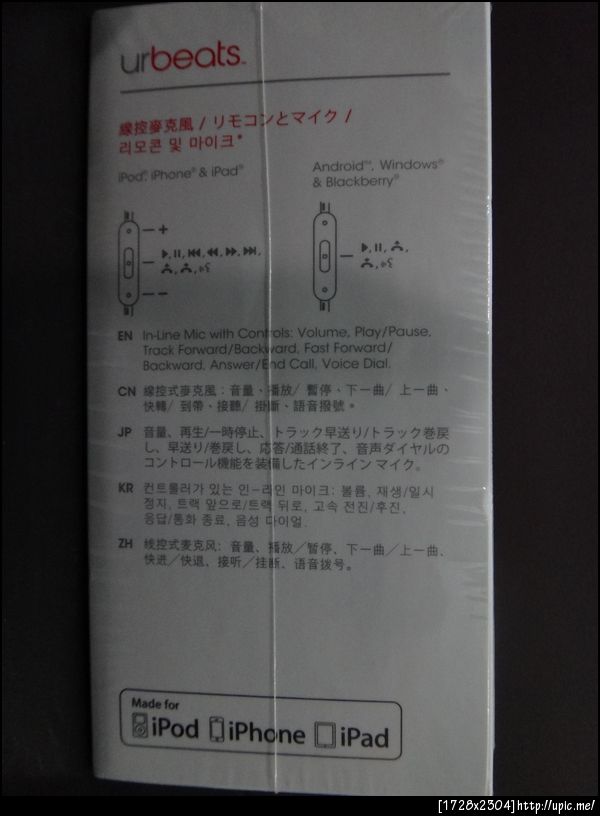 urbeats™
線控麥克風 / リモコンとマイク /
리모콘 및 마이크*
iPod®, iPhone® & iPad®
Android™, Windows®
& Blackberry®
EN In-Line Mic with Controls: Volume, Play/Pause,
Track Forward/Backward, Fast Forward/
Backward, Answer/End Call, Voice Dial.
CN 線控式麥克風：音量、播放/ 暫停、下一曲/ 上一曲、
快轉/ 到帶、接聽/ 掛斷、語音撥號。
JP 音量、再生/一時停止、トラック早送り/トラック巻戻
し、早送り/巻戻し、応答/通話終了、音声ダイヤルの
コントロール機能を装備したインライン マイク。
KR 컨트롤러가 있는 인-라인 마이크: 볼륨, 재생/일시
정지, 트랙 앞으로/트랙 뒤로, 고속 전진/후진,
응답/통화 종료, 음성 다이얼.
ZH 线控式麦克风：音量、播放／暂停、下一曲／上一曲、
快进／快退、接听／挂断、语音拨号。
Made for
iPod iPhone iPad
[1728x2304]http://upic.me/